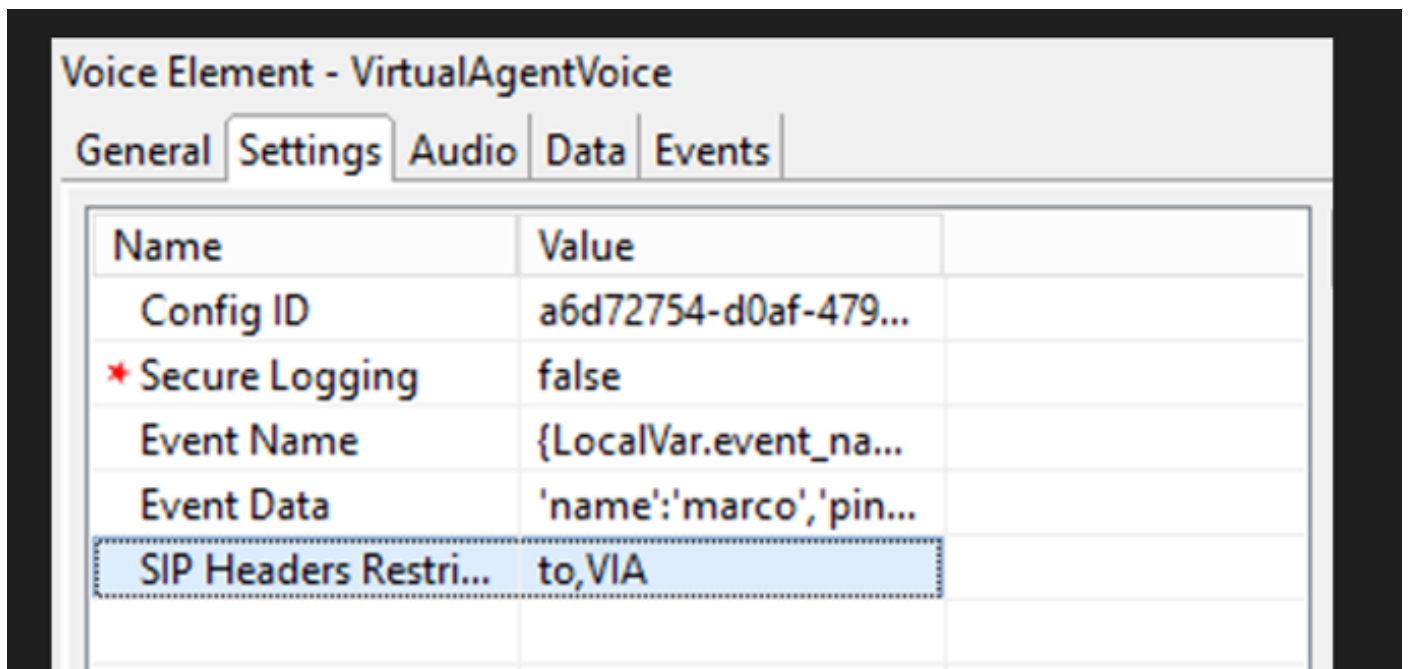 Voice Element - VirtualAgentVoice
General Settings Audio Data Events
Name Value
Config ID a6d72754-d0af-479...
* Secure Logging false
Event Name {LocalVar.event_na...
Event Data 'name':'marco','pin...
SIP Headers Restri... to,VIA